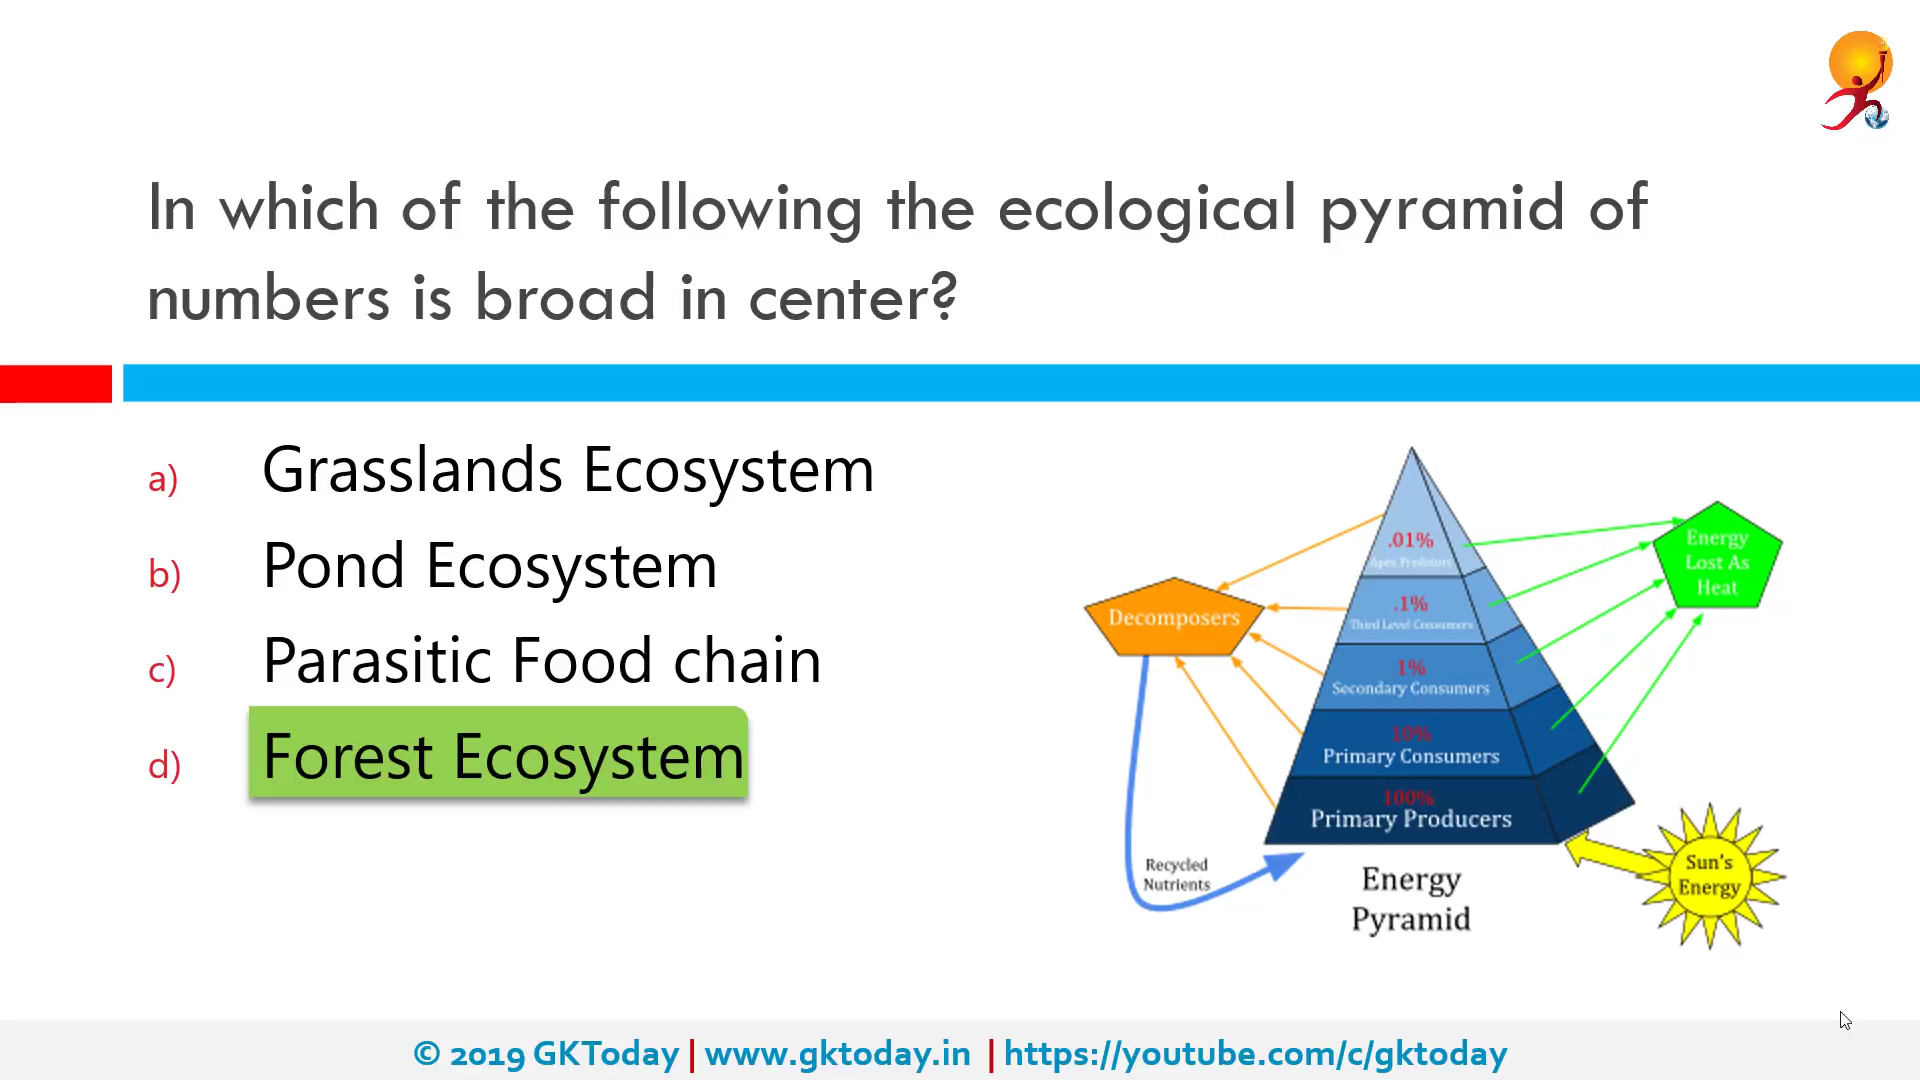 In which of the following the ecological pyramid of
numbers is broad in center?
a) Grasslands Ecosystem
b) Pond Ecosystem
c) Parasitic Food chain
d) Forest Ecosystem
.01%
Apex Predators
.1%
Third Level Consumers
1%
Secondary Consumers
10%
Primary Consumers
100%
Primary Producers
Decomposers
Energy
Lost As
Heat
Recycled
Nutrients
Sun's
Energy
Energy
Pyramid
© 2019 GKToday | www.gktoday.in | https://youtube.com/c/gktoday